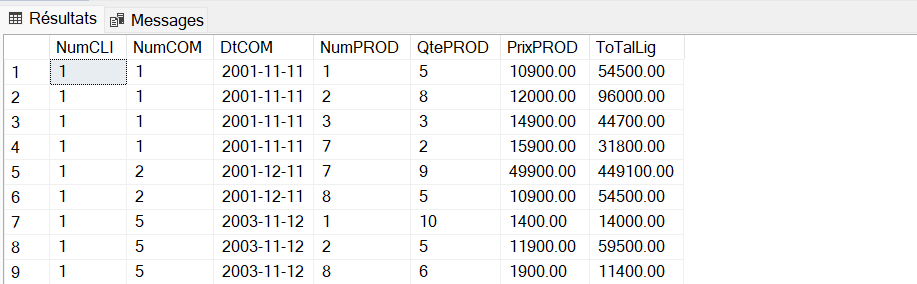 Résultats Messages
NumCLI NumCOM DtCOM NumPROD QtePROD PrixPROD ToTalLig
1 1 1 2001-11-11 1 5 10900.00 54500.00
2 1 1 2001-11-11 2 8 12000.00 96000.00
3 1 1 2001-11-11 3 3 14900.00 44700.00
4 1 1 2001-11-11 7 2 15900.00 31800.00
5 1 2 2001-12-11 7 9 49900.00 449100.00
6 1 2 2001-12-11 8 5 10900.00 54500.00
7 1 5 2003-11-12 1 10 1400.00 14000.00
8 1 5 2003-11-12 2 5 11900.00 59500.00
9 1 5 2003-11-12 8 6 1900.00 11400.00